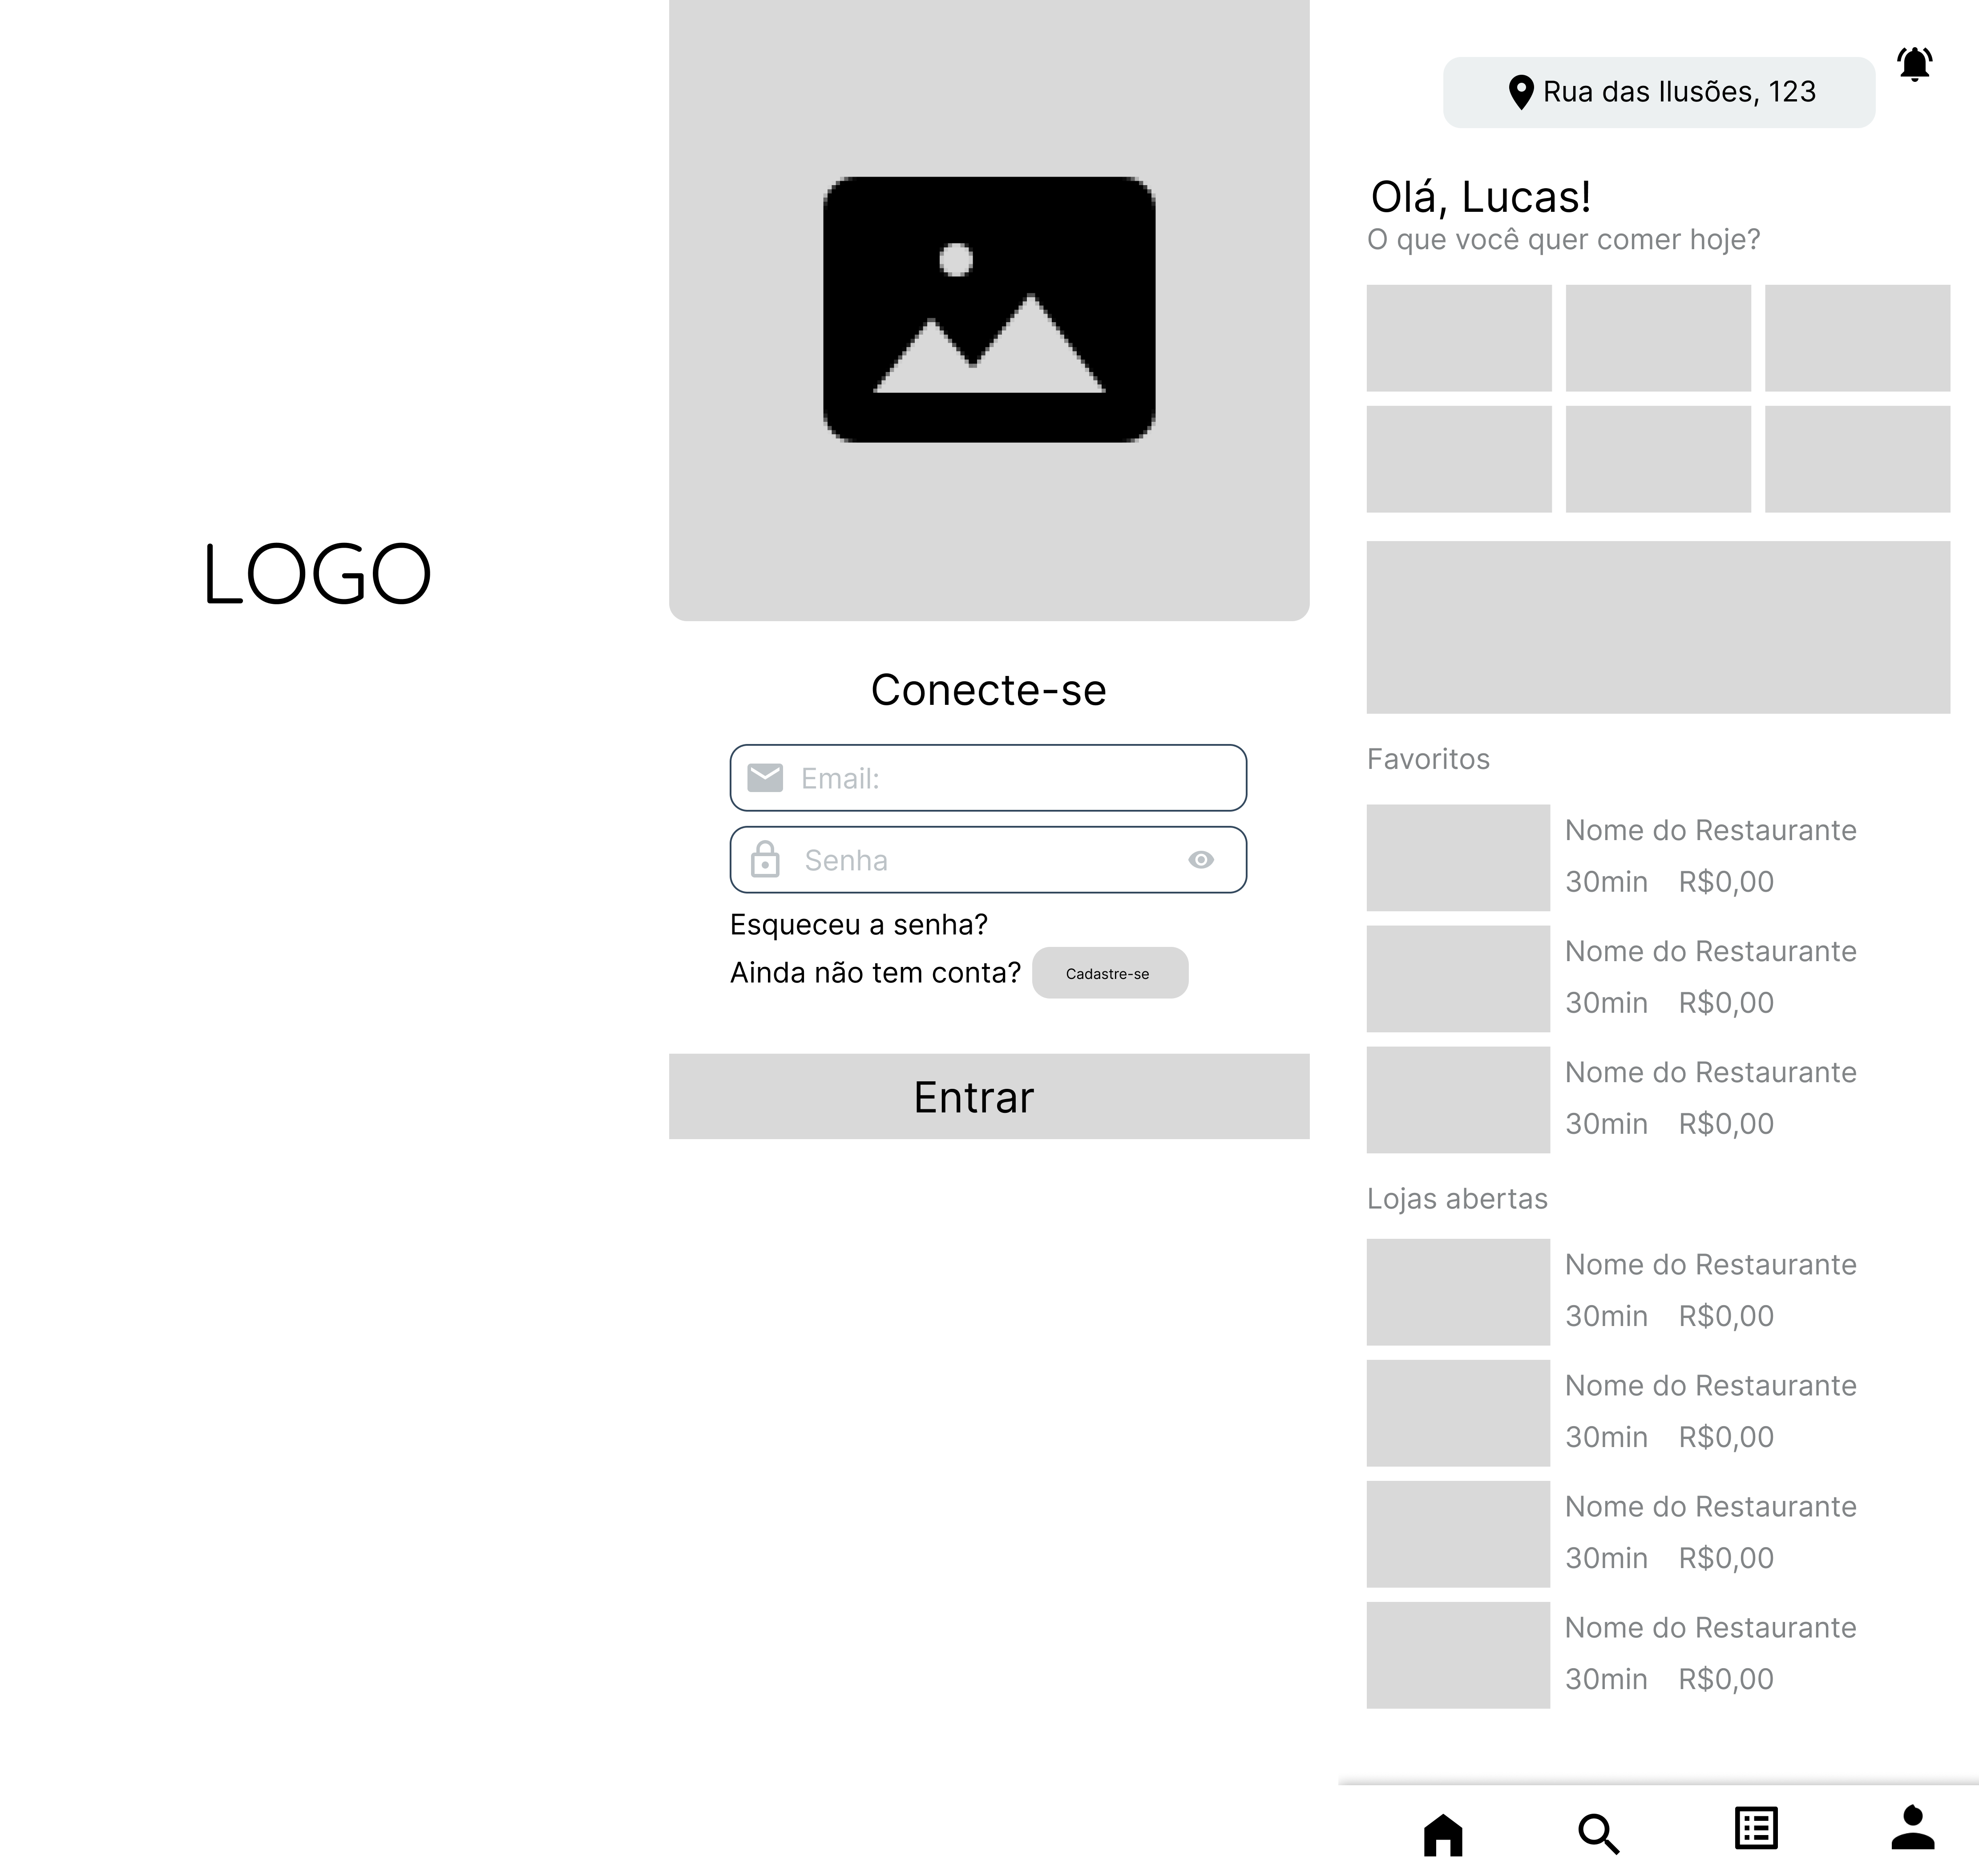 LOGO
Conecte-se
Email:
Senha
Esqueceu a senha?
Ainda não tem conta? Cadastre-se
Entrar
Rua das Ilusões, 123
Olá, Lucas!
O que você quer comer hoje?
Favoritos
Nome do Restaurante
30min R$0,00
Nome do Restaurante
30min R$0,00
Nome do Restaurante
30min R$0,00
Lojas abertas
Nome do Restaurante
30min R$0,00
Nome do Restaurante
30min R$0,00
Nome do Restaurante
30min R$0,00
Nome do Restaurante
30min R$0,00